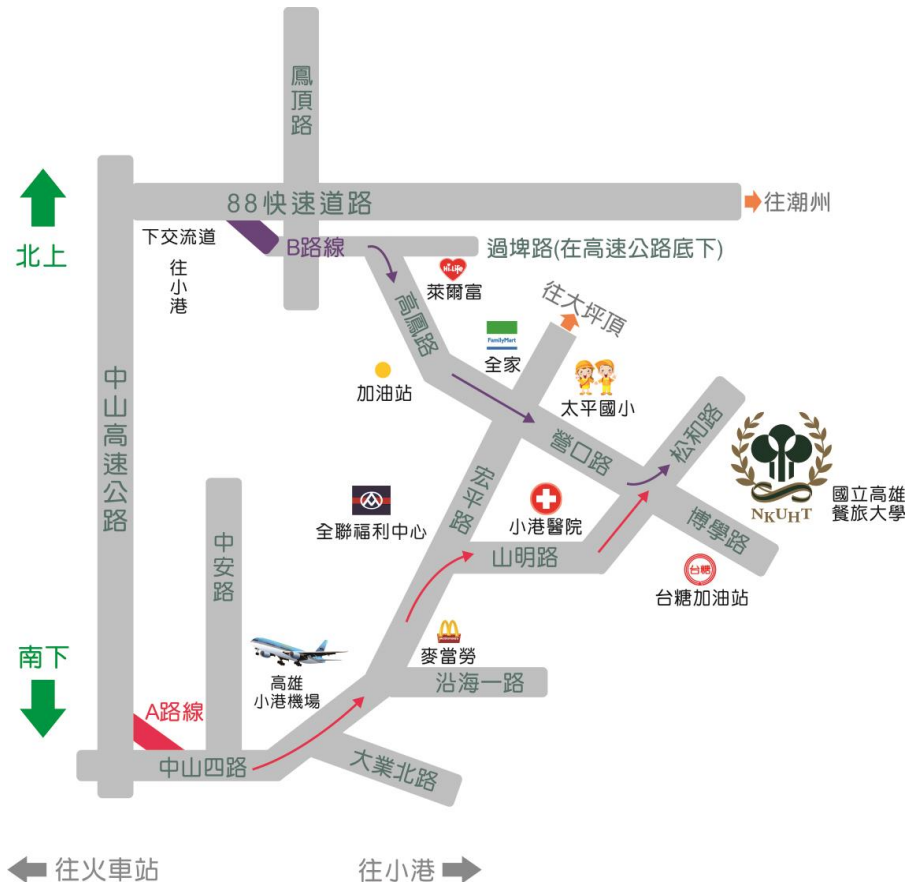 鳳頂路
88快速道路
往潮州
北上
下交流道
往小港
B路線
過埤路(在高速公路底下)
Hi-Life
萊爾富
高鳳路
往大坪頂
FamilyMart
全家
加油站
太平國小
中山高速公路
松和路
營口路
NKUHT
國立高雄
餐旅大學
宏平路
全聯福利中心
小港醫院
博學路
中安路
山明路
台糖
台糖加油站
南下
麥當勞
高雄
小港機場
沿海一路
A路線
中山四路
大業北路
往火車站
往小港